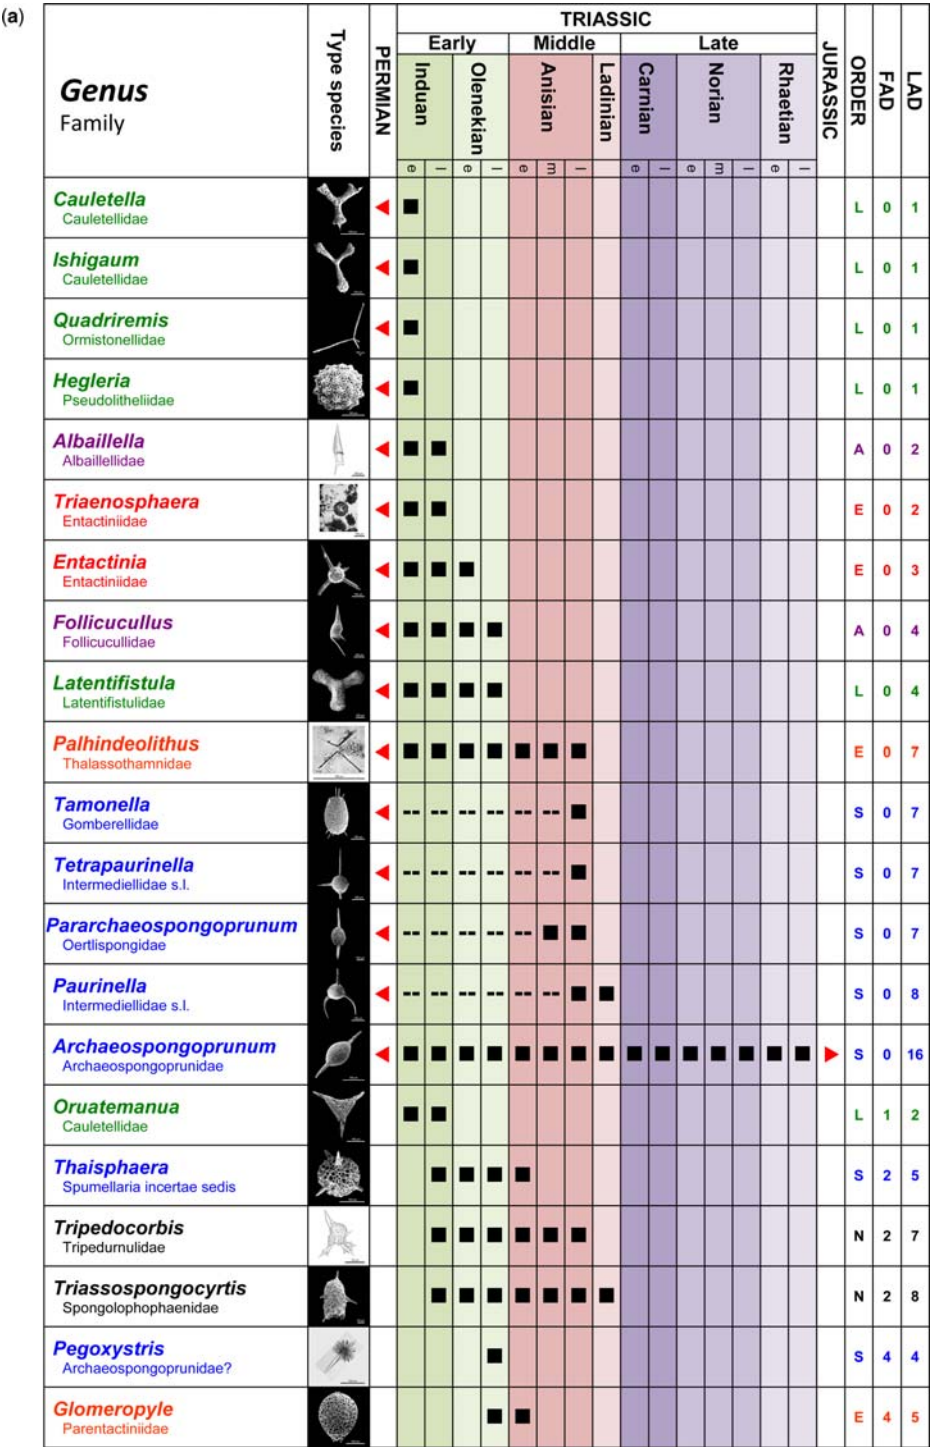 (a)
Genus
Family
Type species
PERMIAN
TRIASSIC
Early Middle Late
Induan Olenekian Anisian Ladinian Carnian Norian Rhaetian
JURASSIC
ORDER
FAD
LAD
e l e l e m l e l e m l e l
Cauletella
Cauletellidae
L 0 1
Ishigaum
Cauletellidae
L 0 1
Quadriremis
Ormistonellidae
L 0 1
Hegleria
Pseudolitheliidae
L 0 1
Albaillella
Albaillellidae
A 0 2
Triaenosphaera
Entactiniidae
E 0 2
Entactinia
Entactiniidae
E 0 3
Follicucullus
Follicucullidae
A 0 4
Latentifistula
Latentifistulidae
L 0 4
Palhindeolithus
Thalassothamnidae
E 0 7
Tamonella
Gomberellidae
S 0 7
Tetrapaurinella
Intermediellidae s.l.
S 0 7
Pararchaeospongoprunum
Oertlispongidae
S 0 7
Paurinella
Intermediellidae s.l.
S 0 8
Archaeospongoprunum
Archaeospongoprunidae
S 0 16
Oruatemanua
Cauletellidae
L 1 2
Thaisphaera
Spumellaria incertae sedis
S 2 5
Tripedocorbis
Tripedurnulidae
N 2 7
Triassospongocyrtis
Spongolophophaenidae
N 2 8
Pegoxystris
Archaeospongoprunidae?
S 4 4
Glomeropyle
Parentactiniidae
E 4 5